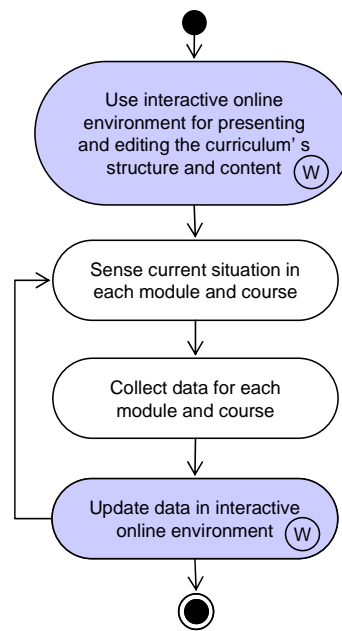 Use interactive online
environment for presenting
and editing the curriculum' s
structure and content
W
Sense current situation in
each module and course
Collect data for each
module and course
Update data in interactive
online environment
W